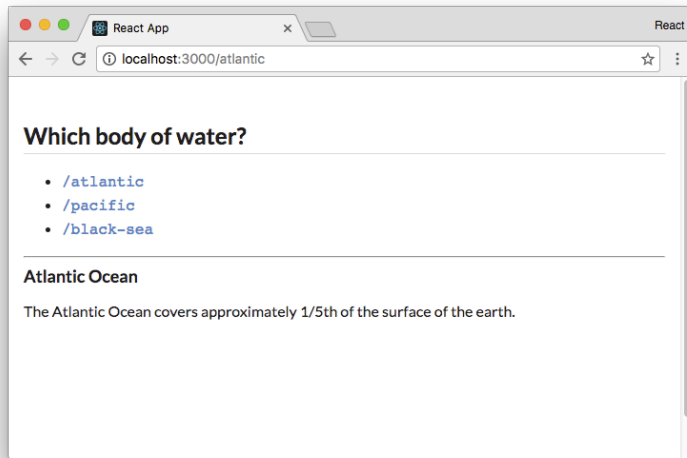 React App
React
localhost:3000/atlantic
Which body of water?
/atlantic
/pacific
/black-sea
Atlantic Ocean
The Atlantic Ocean covers approximately 1/5th of the surface of the earth.